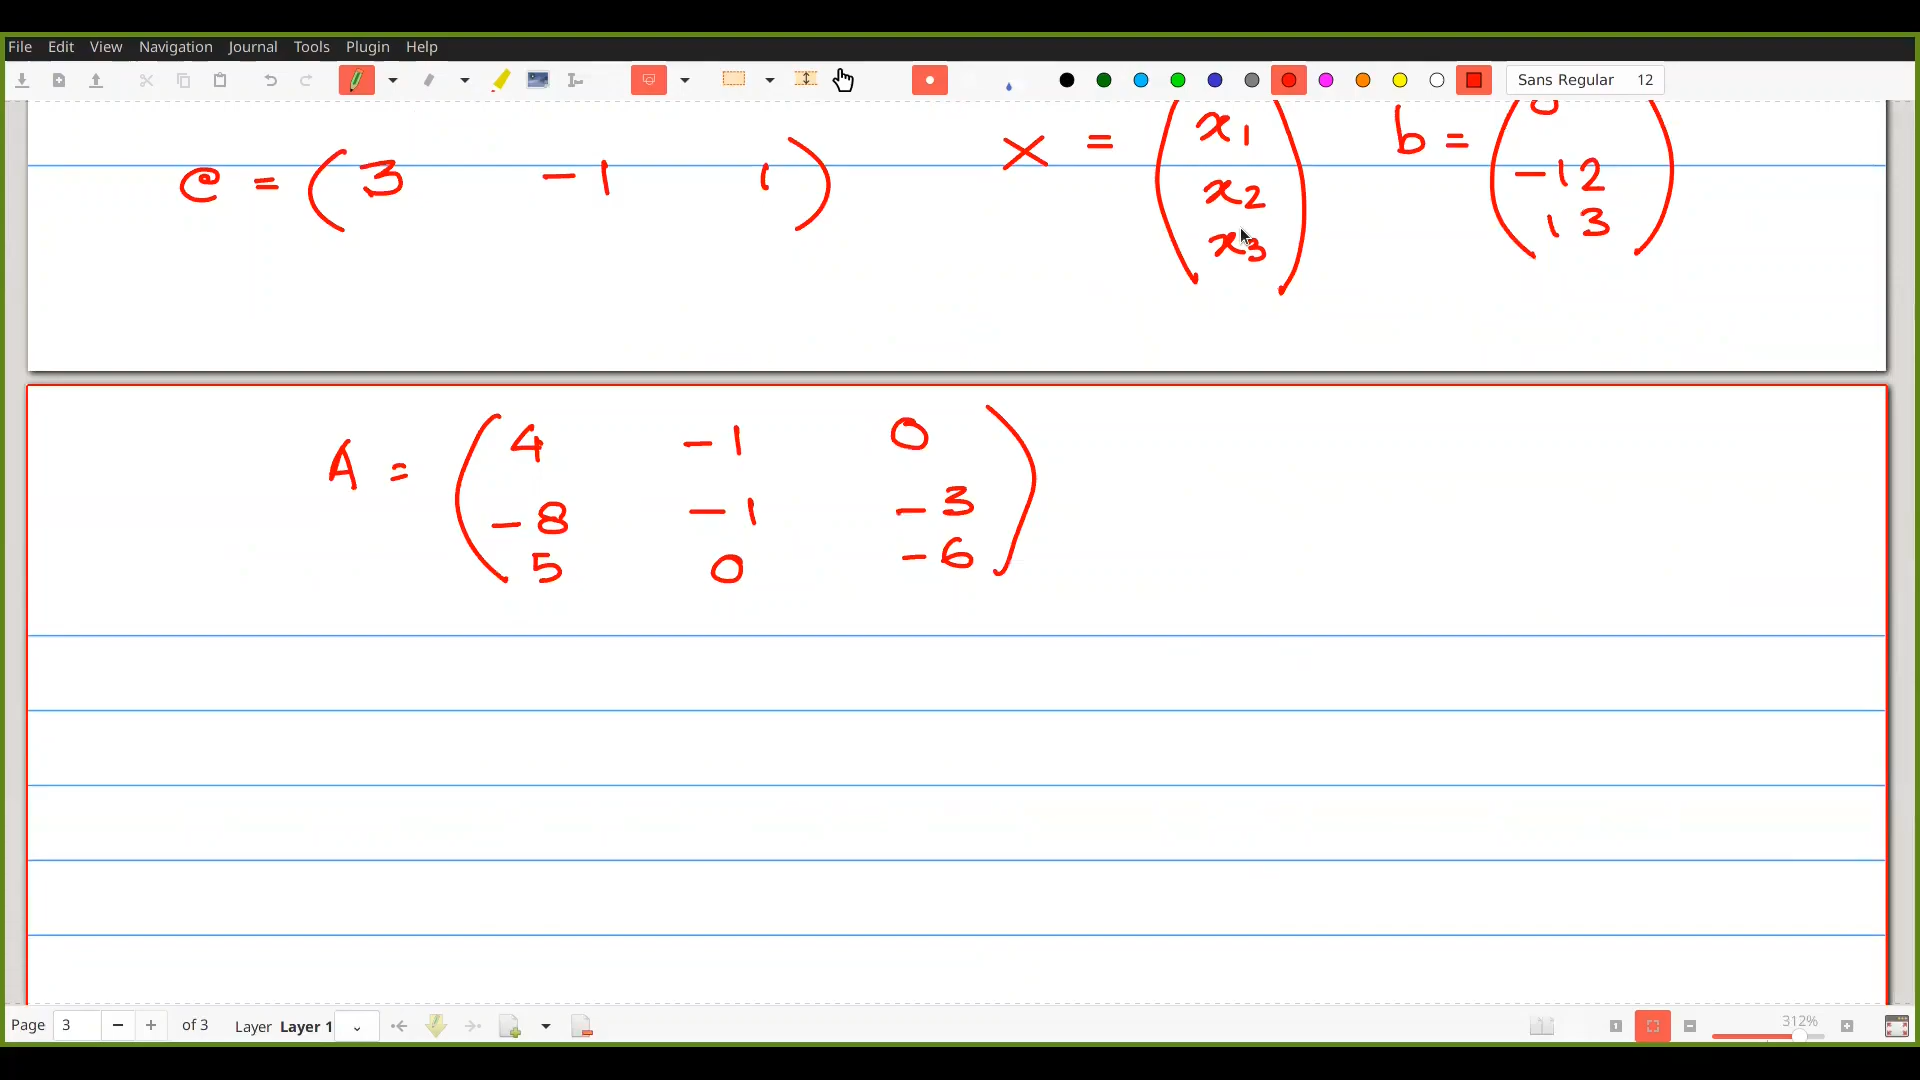 File Edit View Navigation Journal Tools Plugin Help
Sans Regular 12
c = ( 3 -1 1 ) X = ( x1 b = (
x2 -12
x3 ) 13 )
A = ( 4 -1 0
-8 -1 -3
5 0 -6 )
Page 3 of 3 Layer Layer 1 312%